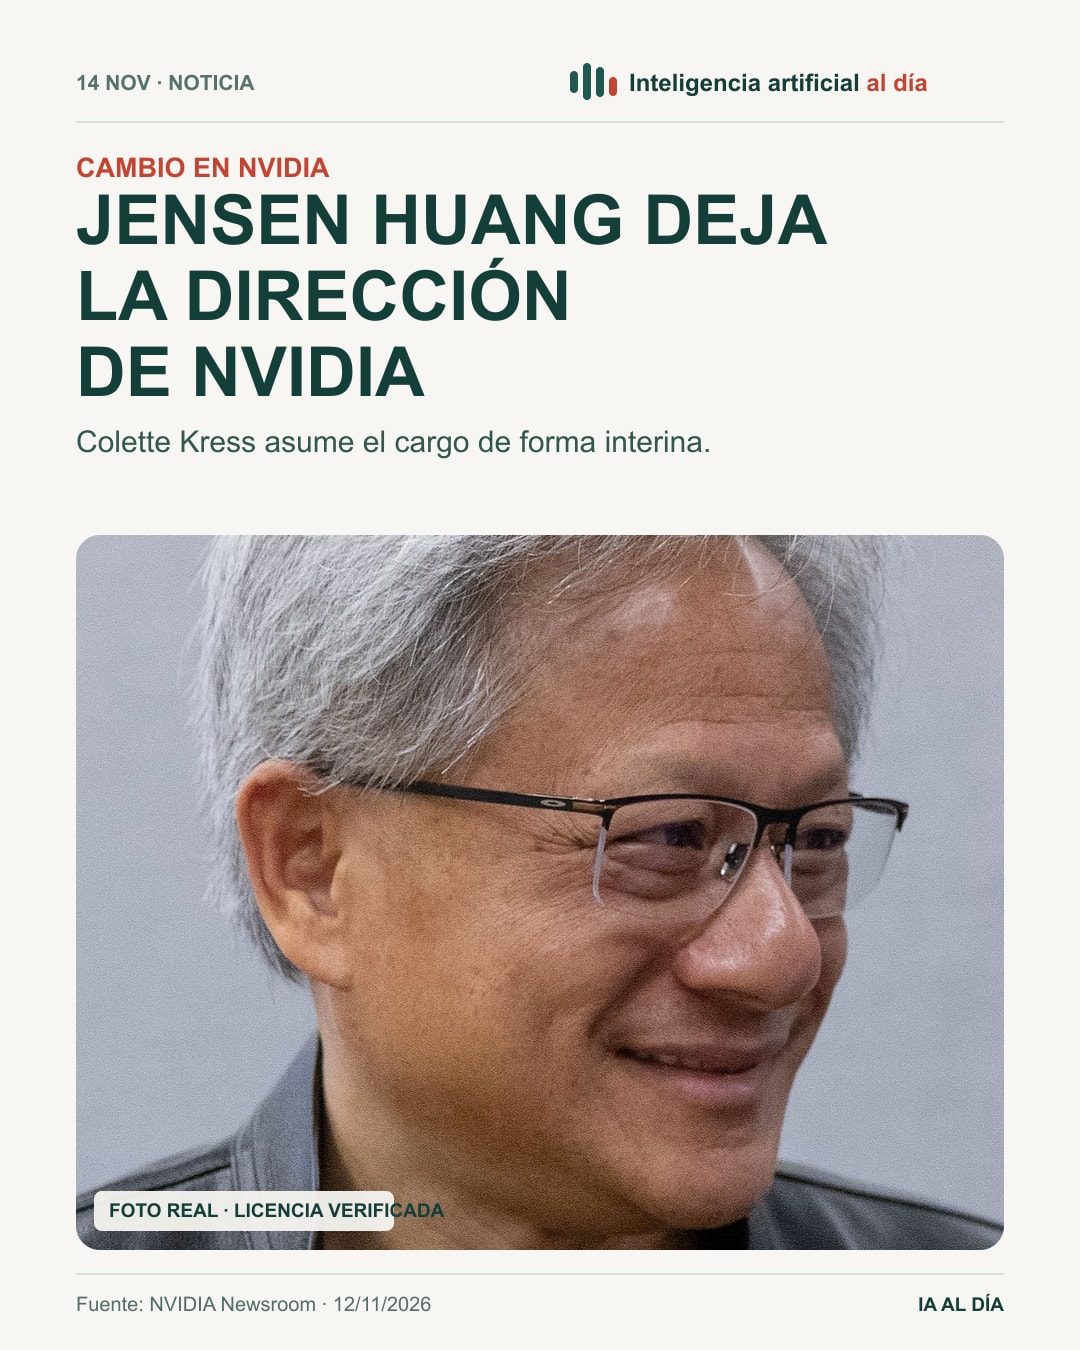 14 NOV · NOTICIA
Inteligencia artificial al día
CAMBIO EN NVIDIA
JENSEN HUANG DEJA
LA DIRECCIÓN
DE NVIDIA
Colette Kress asume el cargo de forma interina.
FOTO REAL · LICENCIA VERIFICADA
Fuente: NVIDIA Newsroom · 12/11/2026
IA AL DÍA